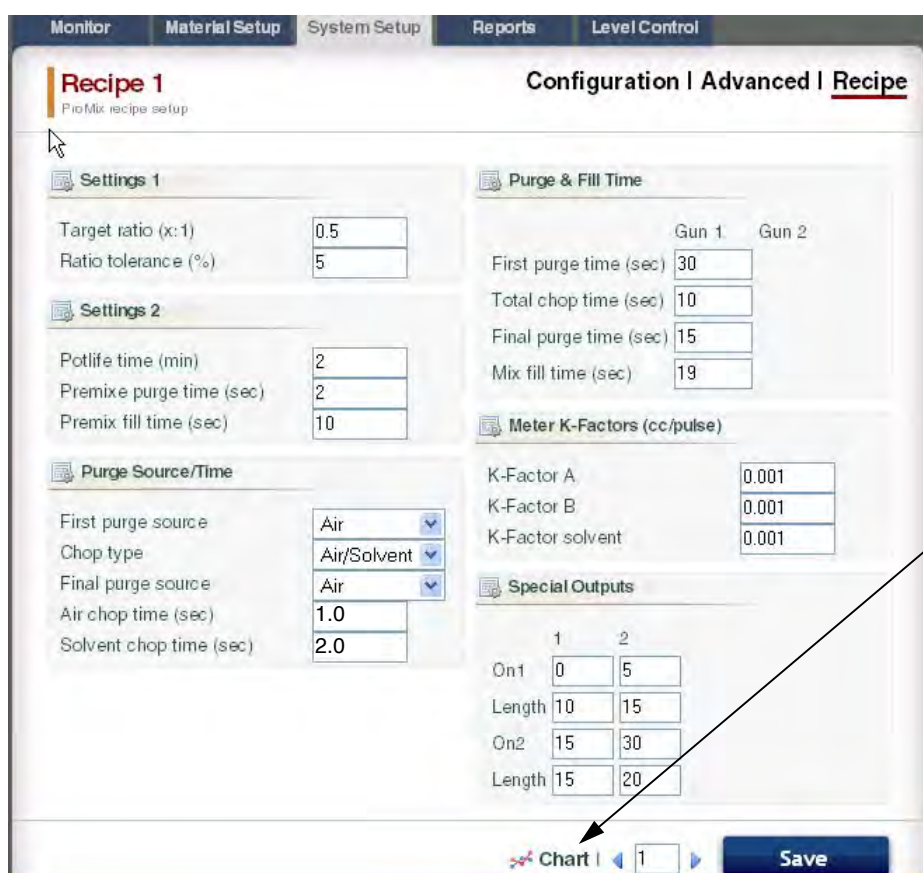 Monitor Material Setup System Setup Reports Level Control
Recipe 1
ProMix recipe setup
Configuration | Advanced | Recipe
Settings 1
Target ratio (x:1) 0.5
Ratio tolerance (%) 5
Settings 2
Potlife time (min) 2
Premixe purge time (sec) 2
Premix fill time (sec) 10
Purge Source/Time
First purge source Air
Chop type Air/Solvent
Final purge source Air
Air chop time (sec) 1.0
Solvent chop time (sec) 2.0
Purge & Fill Time
Gun 1 Gun 2
First purge time (sec) 30
Total chop time (sec) 10
Final purge time (sec) 15
Mix fill time (sec) 19
Meter K-Factors (cc/pulse)
K-Factor A 0.001
K-Factor B 0.001
K-Factor solvent 0.001
Special Outputs
1 2
On1 0 5
Length 10 15
On2 15 30
Length 15 20
Chart | 1 Save